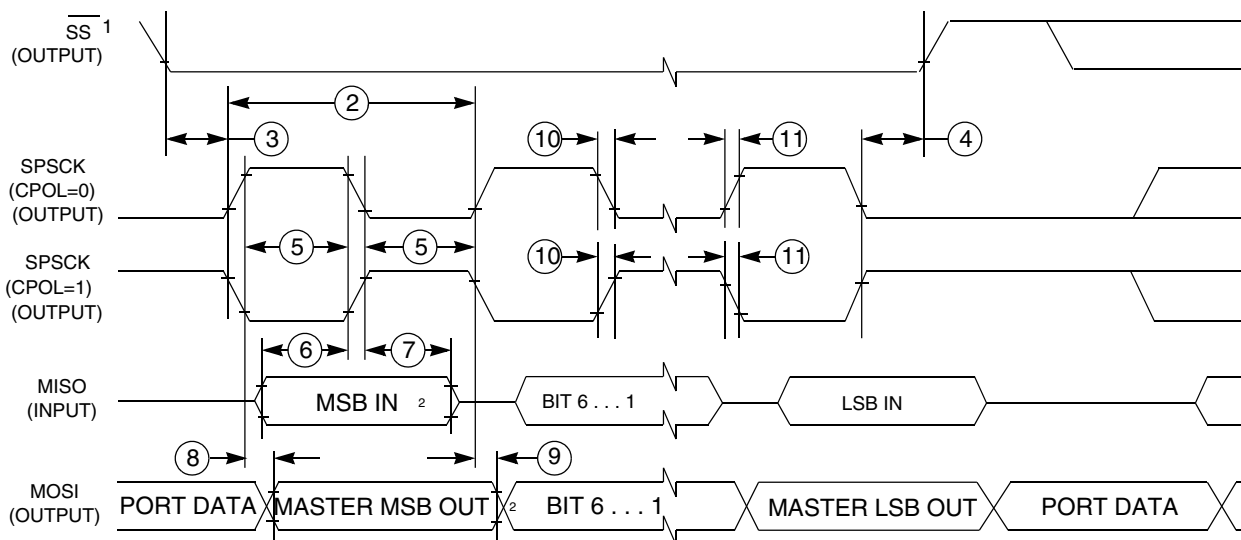 SS 1
(OUTPUT)
2
3
10
11
4
SPSCK
(CPOL=0)
(OUTPUT)
5
5
SPSCK
(CPOL=1)
(OUTPUT)
10
11
6
7
MISO
(INPUT)
MSB IN 2
BIT 6 . . . 1
LSB IN
8
9
MOSI
(OUTPUT)
PORT DATA
MASTER MSB OUT 2
BIT 6 . . . 1
MASTER LSB OUT
PORT DATA